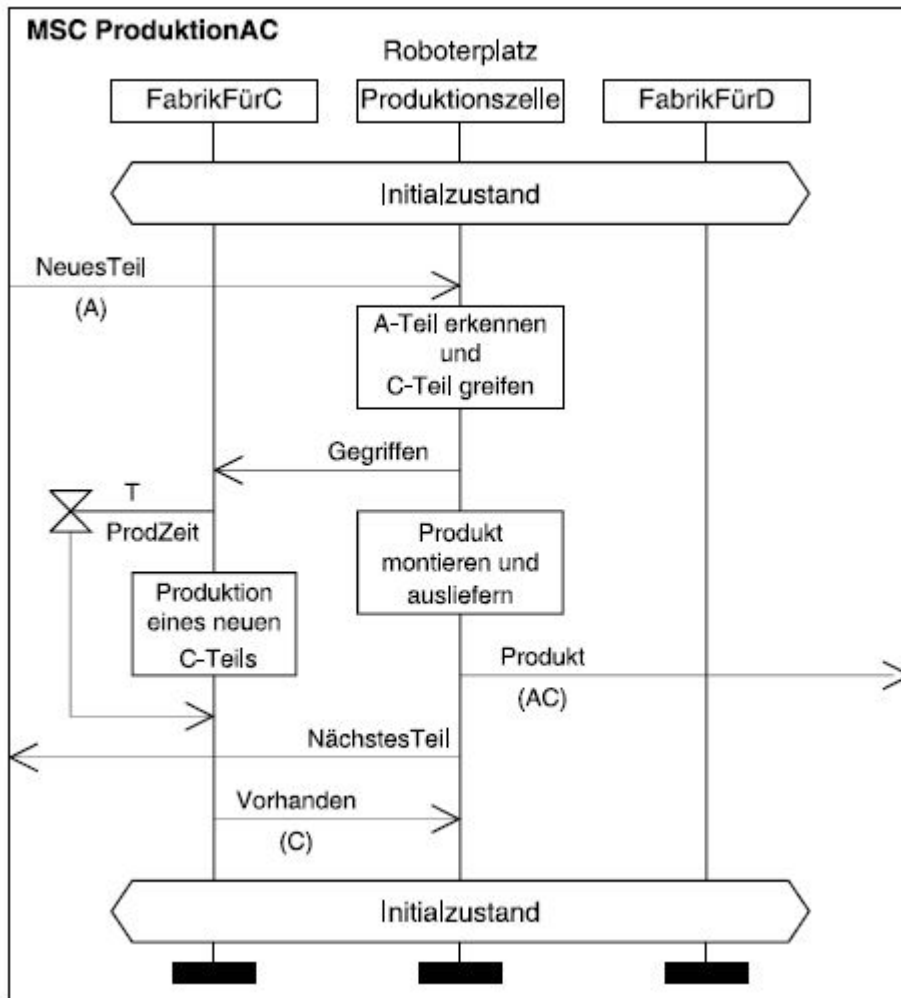 MSC ProduktionAC
Roboterplatz
FabrikFürC
Produktionszelle
FabrikFürD
Initialzustand
NeuesTeil
(A)
A-Teil erkennen
und
C-Teil greifen
Gegriffen
T
ProdZeit
Produkt
montieren und
ausliefern
Produktion
eines neuen
C-Teils
Produkt
(AC)
NächstesTeil
Vorhanden
(C)
Initialzustand